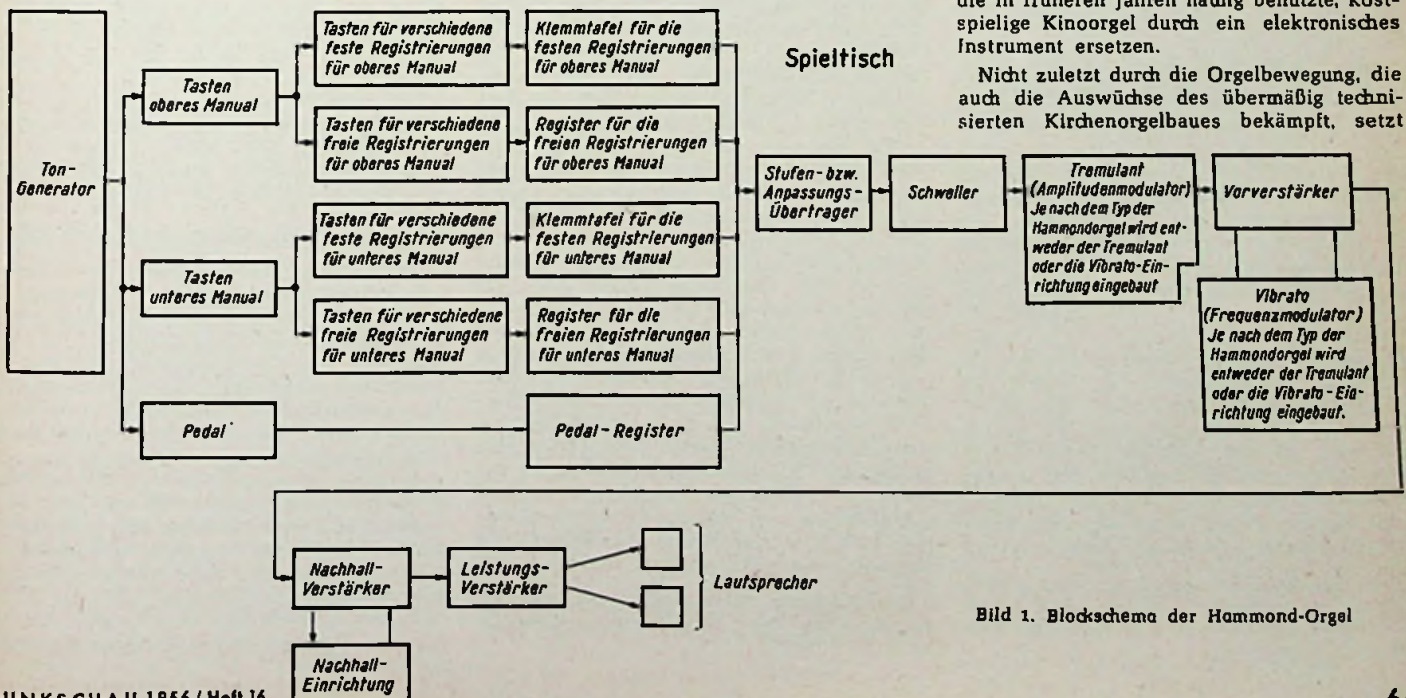 Ton-
Generator
Tasten
oberes Manual
Tasten
unteres Manual
Pedal
Tasten für verschiedene
feste Registrierungen
für oberes Manual
Tasten für verschiedene
freie Registrierungen
für oberes Manual
Tasten für verschiedene
feste Registrierungen
für unteres Manual
Tasten für verschiedene
freie Registrierungen
für unteres Manual
Klemmtafel für die
festen Registrierungen
für oberes Manual
Register für die
freien Registrierungen
für oberes Manual
Klemmtafel für die
festen Registrierungen
für unteres Manual
Register für die
freien Registrierungen
für unteres Manual
Pedal-Register
Spieltisch
die in früheren Jahren häufig benutzte, kost-
spielige Kinoorgel durch ein elektronisches
Instrument ersetzen.
Nicht zuletzt durch die Orgelbewegung, die
auch die Auswüchse des übermäßig techni-
sierten Kirchenorgelbaues bekämpft, setzt
Stufen- bzw.
Anpassungs-
Übertrager
Schweller
Tremulant
(Amplitudenmodulator)
Je nach dem Typ der
Hammondorgel wird ent-
weder der Tremulant
oder die Vibrato-Ein-
richtung eingebaut
Vorverstärker
Vibrato
(Frequenzmodulator)
Je nach dem Typ der
Hammondorgel wird
entweder der Tremulant
oder die Vibrato-Ein-
richtung eingebaut.
Nachhall-
Verstärker
Leistungs-
Verstärker
Lautsprecher
Nachhall-
Einrichtung
Bild 1. Blockschema der Hammond-Orgel
1956 / Heft 16